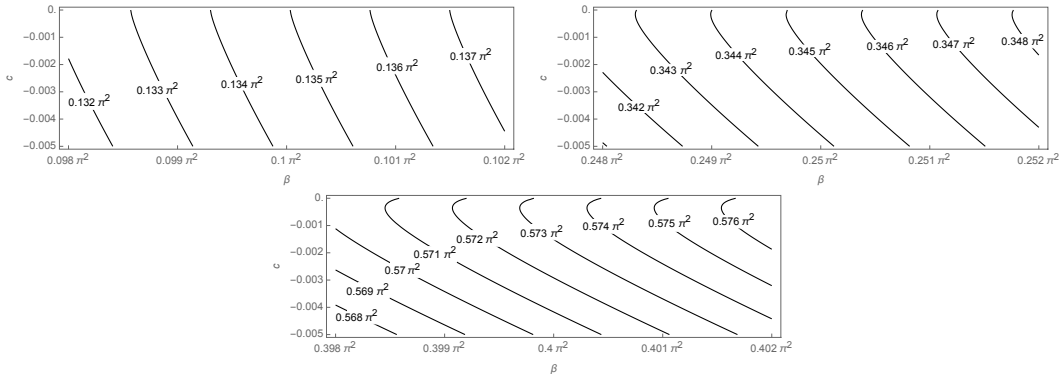 0.
−0.001
−0.002
−0.003
−0.004
−0.005
c
0.132 π²
0.133 π²
0.134 π²
0.135 π²
0.136 π²
0.137 π²
0.098 π²
0.099 π²
0.1 π²
0.101 π²
0.102 π²
β
0.
−0.001
−0.002
−0.003
−0.004
−0.005
c
0.342 π²
0.343 π²
0.344 π²
0.345 π²
0.346 π²
0.347 π²
0.348 π²
0.248 π²
0.249 π²
0.25 π²
0.251 π²
0.252 π²
β
0.
−0.001
−0.002
−0.003
−0.004
−0.005
c
0.568 π²
0.569 π²
0.57 π²
0.571 π²
0.572 π²
0.573 π²
0.574 π²
0.575 π²
0.576 π²
0.398 π²
0.399 π²
0.4 π²
0.401 π²
0.402 π²
β